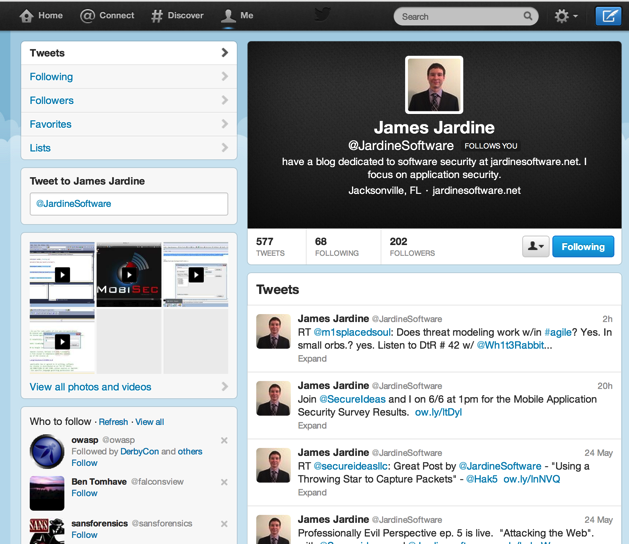 Home
Connect
Discover
Me
Search
Tweets
Following
Followers
Favorites
Lists
Tweet to James Jardine
@JardineSoftware
MOBISEC
View all photos and videos
Who to follow · Refresh · View all
owasp @owasp
Followed by DerbyCon and others
Follow
Ben Tomhave @falconsview
Follow
SANS
sansforensics @sansforensics
Follow
James Jardine
@JardineSoftware FOLLOWS YOU
have a blog dedicated to software security at jardinesoftware.net. I
focus on application security.
Jacksonville, FL · jardinesoftware.net
577
TWEETS
68
FOLLOWING
202
FOLLOWERS
Following
Tweets
James Jardine @JardineSoftware 2h
RT @m1splacedsoul: Does threat modeling work w/in #agile? Yes. In
small orbs.? yes. Listen to DtR # 42 w/ @Wh1t3Rabbit...
Expand
James Jardine @JardineSoftware 20h
Join @SecureIdeas and I on 6/6 at 1pm for the Mobile Application
Security Survey Results. ow.ly/ltDyl
Expand
James Jardine @JardineSoftware 24 May
RT @secureideasllc: Great Post by @JardineSoftware - "Using a
Throwing Star to Capture Packets" - @Hak5 ow.ly/lnNVQ
Expand
James Jardine @JardineSoftware 24 May
Professionally Evil Perspective ep. 5 is live. "Attacking the Web".